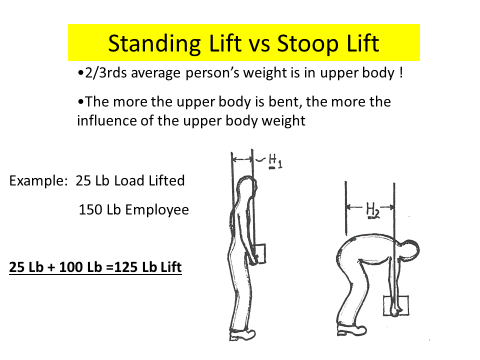 Standing Lift vs Stoop Lift
•2/3rds average person's weight is in upper body !
•The more the upper body is bent, the more the
influence of the upper body weight
H1
Example:  25 Lb Load Lifted
150 Lb Employee
H2
25 Lb + 100 Lb =125 Lb Lift